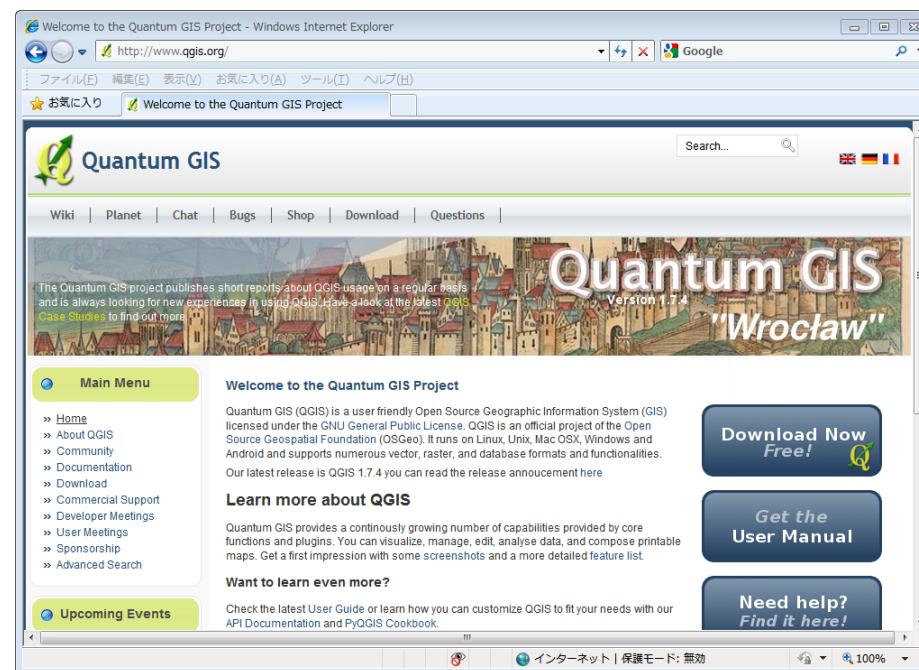 Welcome to the Quantum GIS Project - Windows Internet Explorer
http://www.qgis.org/
Google
ファイル(F) 編集(E) 表示(V) お気に入り(A) ツール(T) ヘルプ(H)
お気に入り
Welcome to the Quantum GIS Project
Quantum GIS
Search...
Wiki | Planet | Chat | Bugs | Shop | Download | Questions |
The Quantum GIS project publishes short reports about QGIS usage on a regular basis
and is always looking for new experiences in using QGIS. Have a look at the latest QGIS
Case Studies to find out more.
Quantum GIS
Version 1.7.4
"Wrocław"
Main Menu
» Home
» About QGIS
» Community
» Documentation
» Download
» Commercial Support
» Developer Meetings
» User Meetings
» Sponsorship
» Advanced Search
Upcoming Events
Welcome to the Quantum GIS Project
Quantum GIS (QGIS) is a user friendly Open Source Geographic Information System (GIS)
licensed under the GNU General Public License. QGIS is an official project of the Open
Source Geospatial Foundation (OSGeo). It runs on Linux, Unix, Mac OSX, Windows and
Android and supports numerous vector, raster, and database formats and functionalities.
Our latest release is QGIS 1.7.4 you can read the release annoucement here
Learn more about QGIS
Quantum GIS provides a continously growing number of capabilities provided by core
functions and plugins. You can visualize, manage, edit, analyse data, and compose printable
maps. Get a first impression with some screenshots and a more detailed feature list.
Want to learn even more?
Check the latest User Guide or learn how you can customize QGIS to fit your needs with our
API Documentation and PyQGIS Cookbook.
Download Now
Free!
Get the
User Manual
Need help?
Find it here!
インターネット | 保護モード: 無効
100%